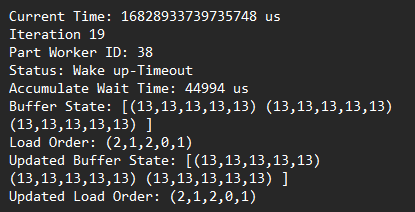 Current Time: 16828933739735748 us
Iteration 19
Part Worker ID: 38
Status: Wake up-Timeout
Accumulate Wait Time: 44994 us
Buffer State: [(13,13,13,13,13) (13,13,13,13,13)
(13,13,13,13,13) ]
Load Order: (2,1,2,0,1)
Updated Buffer State: [(13,13,13,13,13)
(13,13,13,13,13) (13,13,13,13,13) ]
Updated Load Order: (2,1,2,0,1)